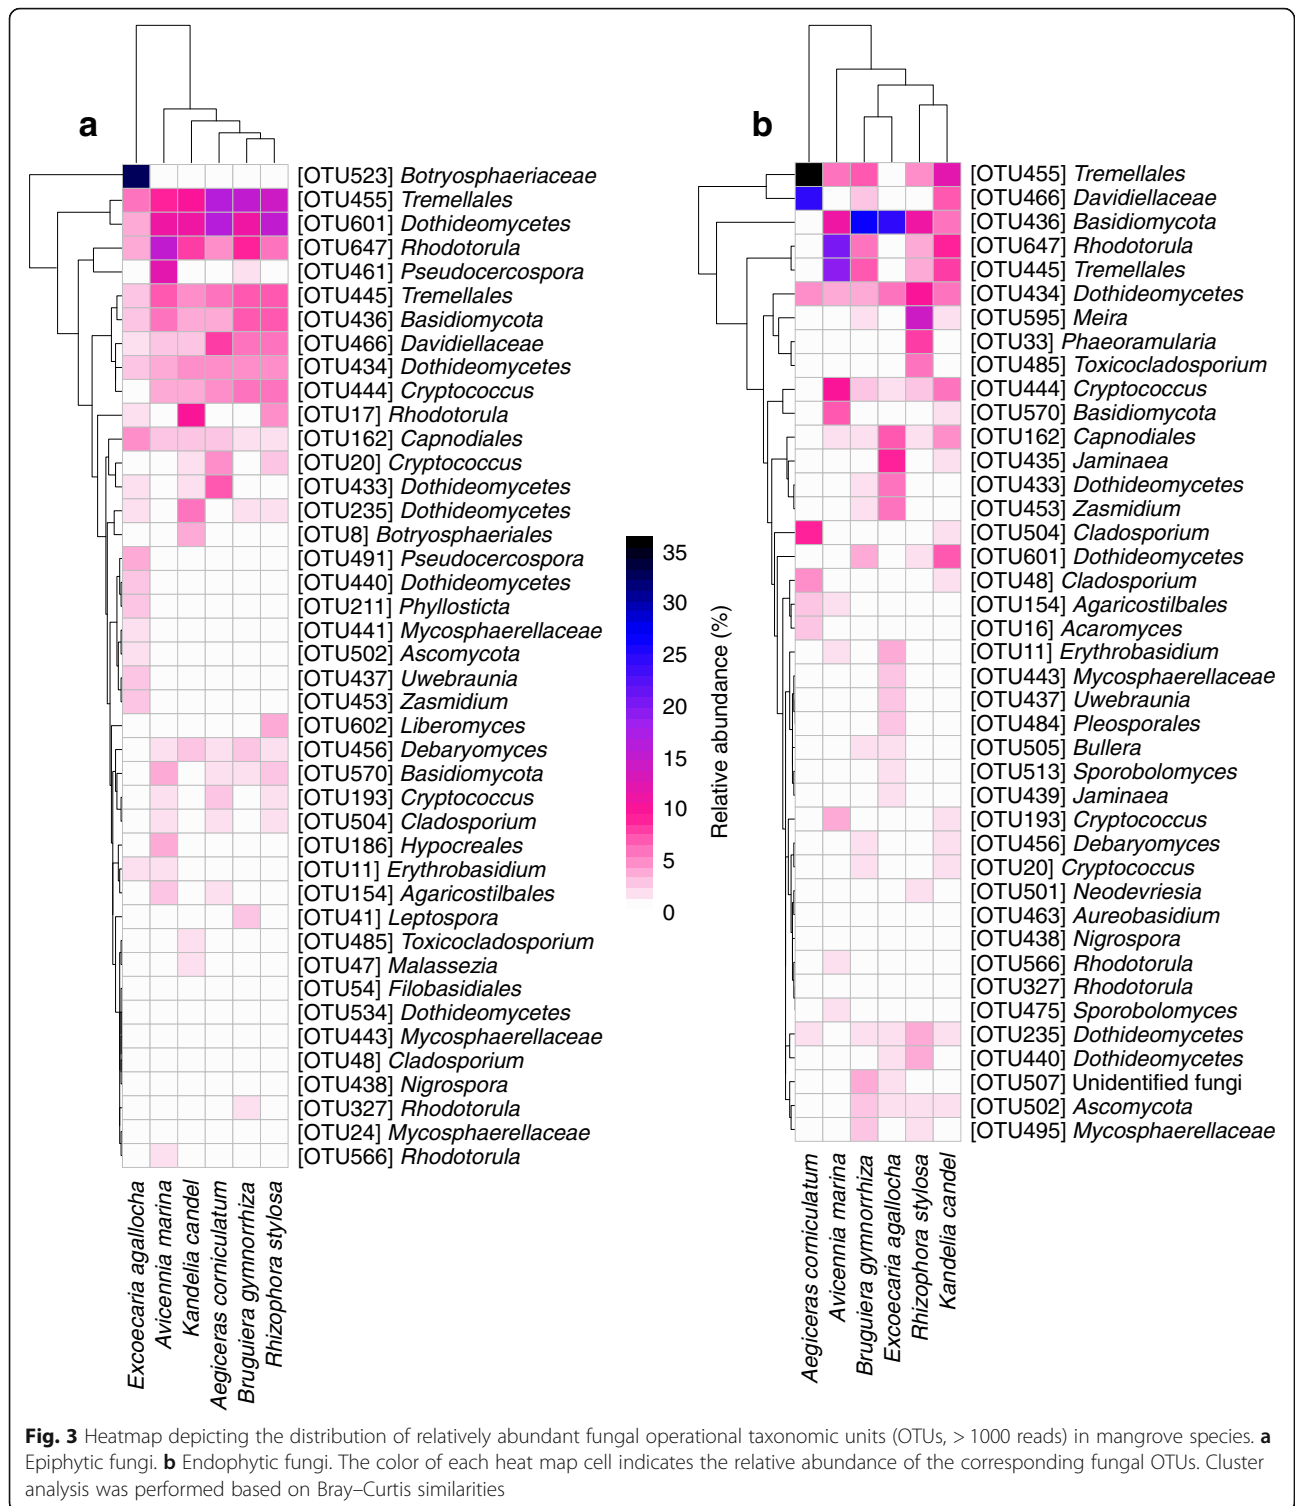 a
[OTU523] Botryosphaeriaceae
[OTU455] Tremellales
[OTU601] Dothideomycetes
[OTU647] Rhodotorula
[OTU461] Pseudocercospora
[OTU445] Tremellales
[OTU436] Basidiomycota
[OTU466] Davidiellaceae
[OTU434] Dothideomycetes
[OTU444] Cryptococcus
[OTU17] Rhodotorula
[OTU162] Capnodiales
[OTU20] Cryptococcus
[OTU433] Dothideomycetes
[OTU235] Dothideomycetes
[OTU8] Botryosphaeriales
[OTU491] Pseudocercospora
[OTU440] Dothideomycetes
[OTU211] Phyllosticta
[OTU441] Mycosphaerellaceae
[OTU502] Ascomycota
[OTU437] Uwebraunia
[OTU453] Zasmidium
[OTU602] Liberomyces
[OTU456] Debaryomyces
[OTU570] Basidiomycota
[OTU193] Cryptococcus
[OTU504] Cladosporium
[OTU186] Hypocreales
[OTU11] Erythrobasidium
[OTU154] Agaricostilbales
[OTU41] Leptospora
[OTU485] Toxicocladosporium
[OTU47] Malassezia
[OTU54] Filobasidiales
[OTU534] Dothideomycetes
[OTU443] Mycosphaerellaceae
[OTU48] Cladosporium
[OTU438] Nigrospora
[OTU327] Rhodotorula
[OTU24] Mycosphaerellaceae
[OTU566] Rhodotorula
Excoecaria agallocha
Avicennia marina
Kandelia candel
Aegiceras corniculatum
Bruguiera gymnorrhiza
Rhizophora stylosa
35
30
25
20
15
10
5
0
Relative abundance (%)
b
[OTU455] Tremellales
[OTU466] Davidiellaceae
[OTU436] Basidiomycota
[OTU647] Rhodotorula
[OTU445] Tremellales
[OTU434] Dothideomycetes
[OTU595] Meira
[OTU33] Phaeoramularia
[OTU485] Toxicocladosporium
[OTU444] Cryptococcus
[OTU570] Basidiomycota
[OTU162] Capnodiales
[OTU435] Jaminaea
[OTU433] Dothideomycetes
[OTU453] Zasmidium
[OTU504] Cladosporium
[OTU601] Dothideomycetes
[OTU48] Cladosporium
[OTU154] Agaricostilbales
[OTU16] Acaromyces
[OTU11] Erythrobasidium
[OTU443] Mycosphaerellaceae
[OTU437] Uwebraunia
[OTU484] Pleosporales
[OTU505] Bullera
[OTU513] Sporobolomyces
[OTU439] Jaminaea
[OTU193] Cryptococcus
[OTU456] Debaryomyces
[OTU20] Cryptococcus
[OTU501] Neodevriesia
[OTU463] Aureobasidium
[OTU438] Nigrospora
[OTU566] Rhodotorula
[OTU327] Rhodotorula
[OTU475] Sporobolomyces
[OTU235] Dothideomycetes
[OTU440] Dothideomycetes
[OTU507] Unidentified fungi
[OTU502] Ascomycota
[OTU495] Mycosphaerellaceae
Aegiceras corniculatum
Avicennia marina
Bruguiera gymnorrhiza
Excoecaria agallocha
Rhizophora stylosa
Kandelia candel
Fig. 3 Heatmap depicting the distribution of relatively abundant fungal operational taxonomic units (OTUs, > 1000 reads) in mangrove species. a
Epiphytic fungi. b Endophytic fungi. The color of each heat map cell indicates the relative abundance of the corresponding fungal OTUs. Cluster
analysis was performed based on Bray–Curtis similarities